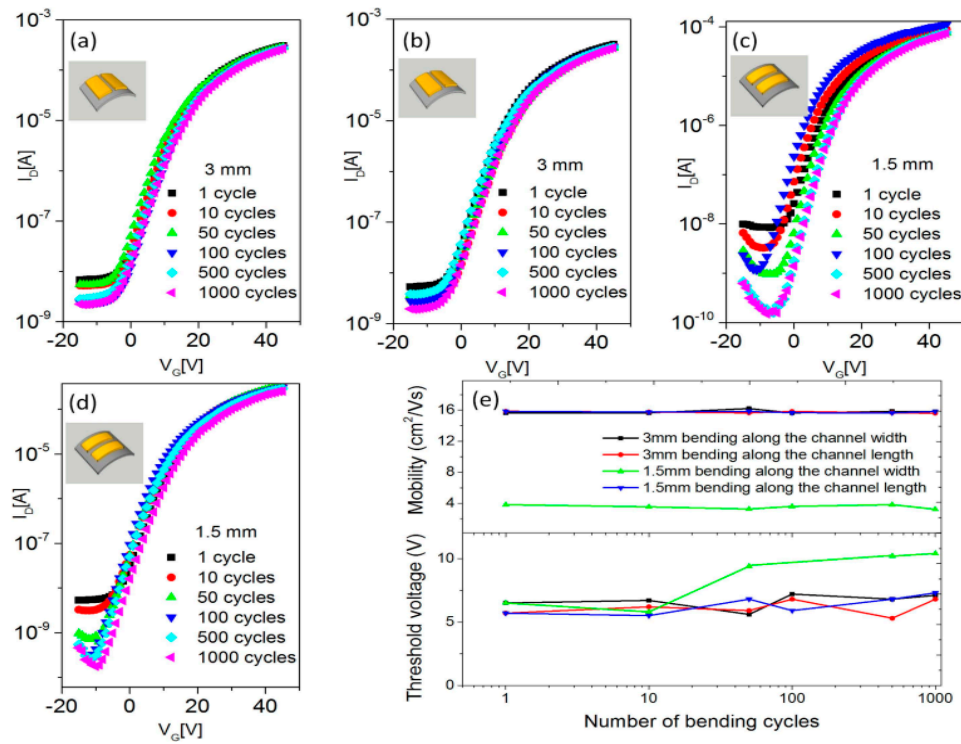 (a)
10⁻³
10⁻⁵
10⁻⁷
10⁻⁹
I_D[A]
3 mm
1 cycle
10 cycles
50 cycles
100 cycles
500 cycles
1000 cycles
-20 0 20 40
V_G[V]
(b)
10⁻³
10⁻⁵
10⁻⁷
10⁻⁹
I_D[A]
3 mm
1 cycle
10 cycles
50 cycles
100 cycles
500 cycles
1000 cycles
-20 0 20 40
V_G[V]
(c)
10⁻⁴
10⁻⁶
10⁻⁸
10⁻¹⁰
I_D[A]
1.5 mm
1 cycle
10 cycles
50 cycles
100 cycles
500 cycles
1000 cycles
-20 0 20 40
V_G[V]
(d)
10⁻⁵
10⁻⁷
10⁻⁹
I_D[A]
1.5 mm
1 cycle
10 cycles
50 cycles
100 cycles
500 cycles
1000 cycles
-20 0 20 40
V_G[V]
(e)
Mobility (cm²/Vs)
16
12
8
4
3mm bending along the channel width
3mm bending along the channel length
1.5mm bending along the channel width
1.5mm bending along the channel length
Threshold voltage (V)
10
5
0
1 10 100 1000
Number of bending cycles